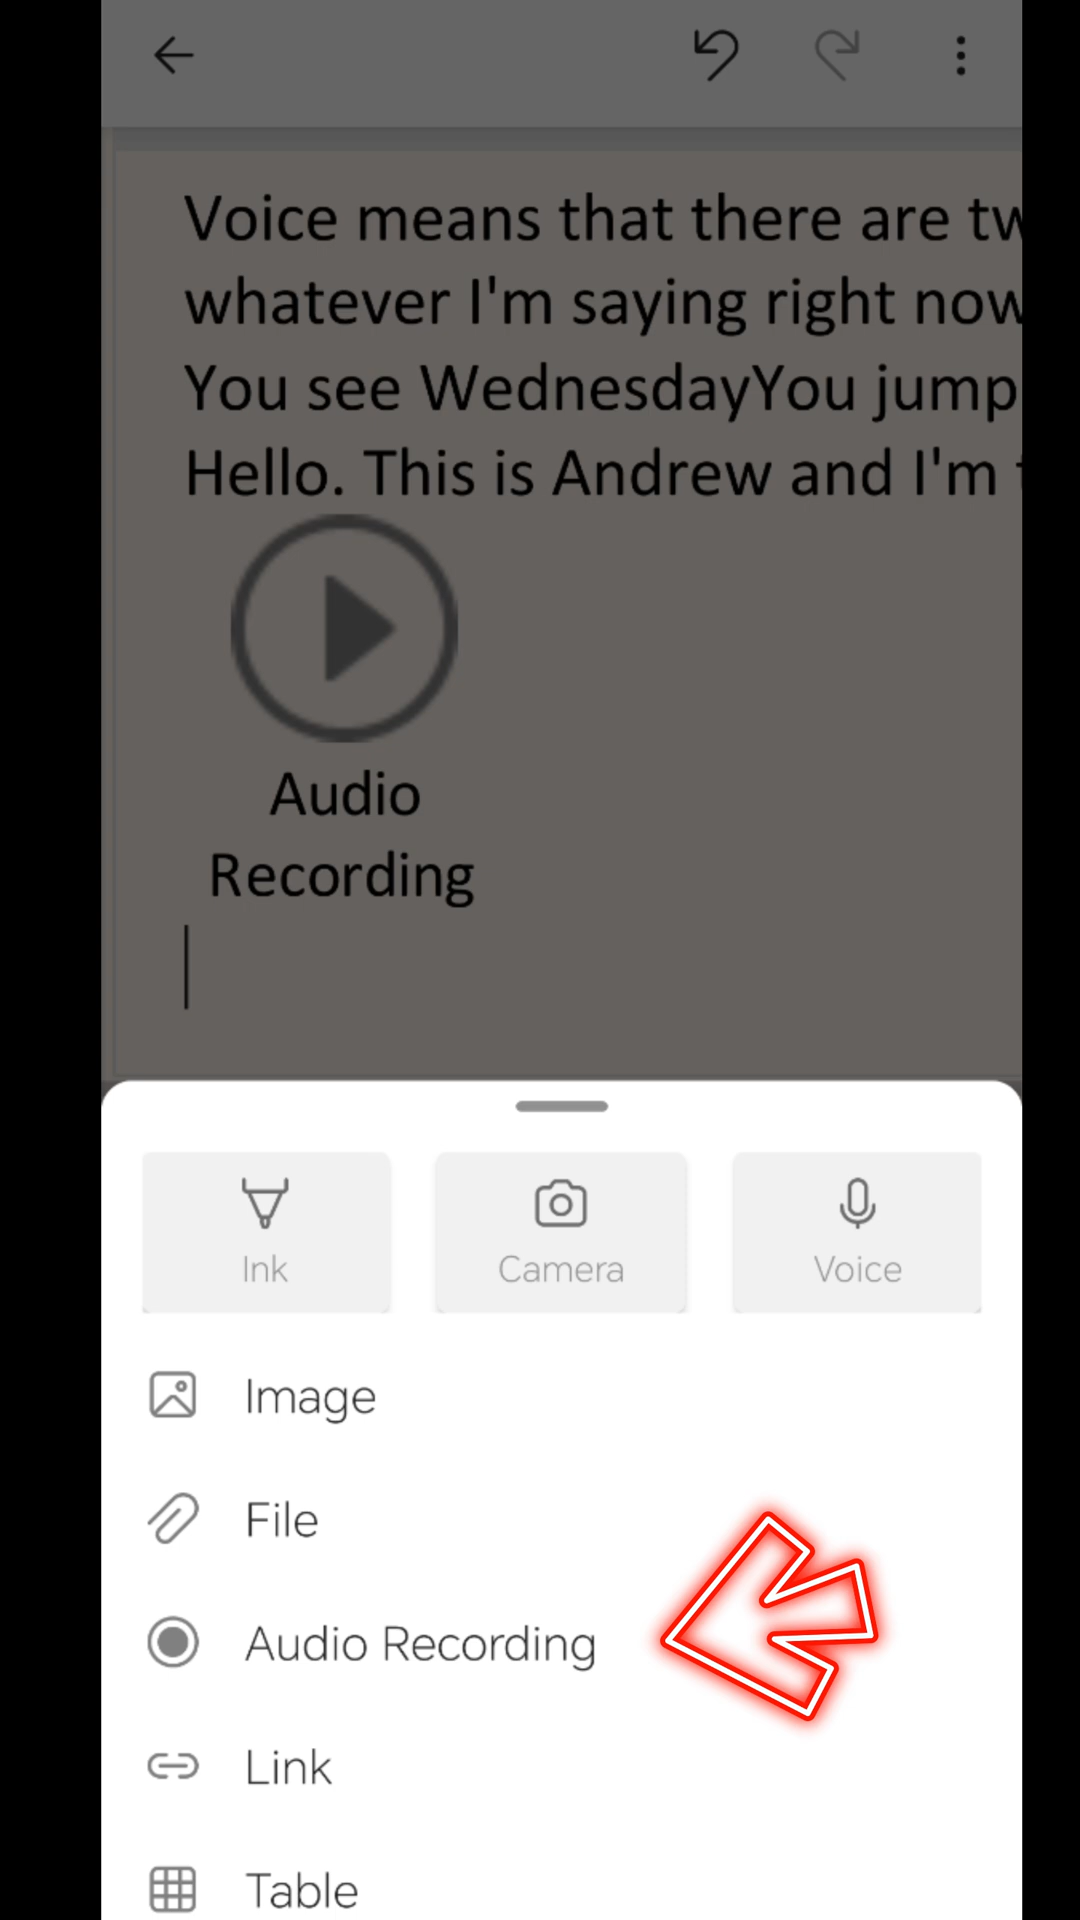 Voice means that there are
whatever I'm saying right now
You see WednesdayYou jump
Hello. This is Andrew and I'm
Audio
Recording
Ink
Camera
Voice
Image
File
Audio Recording
Link
Table